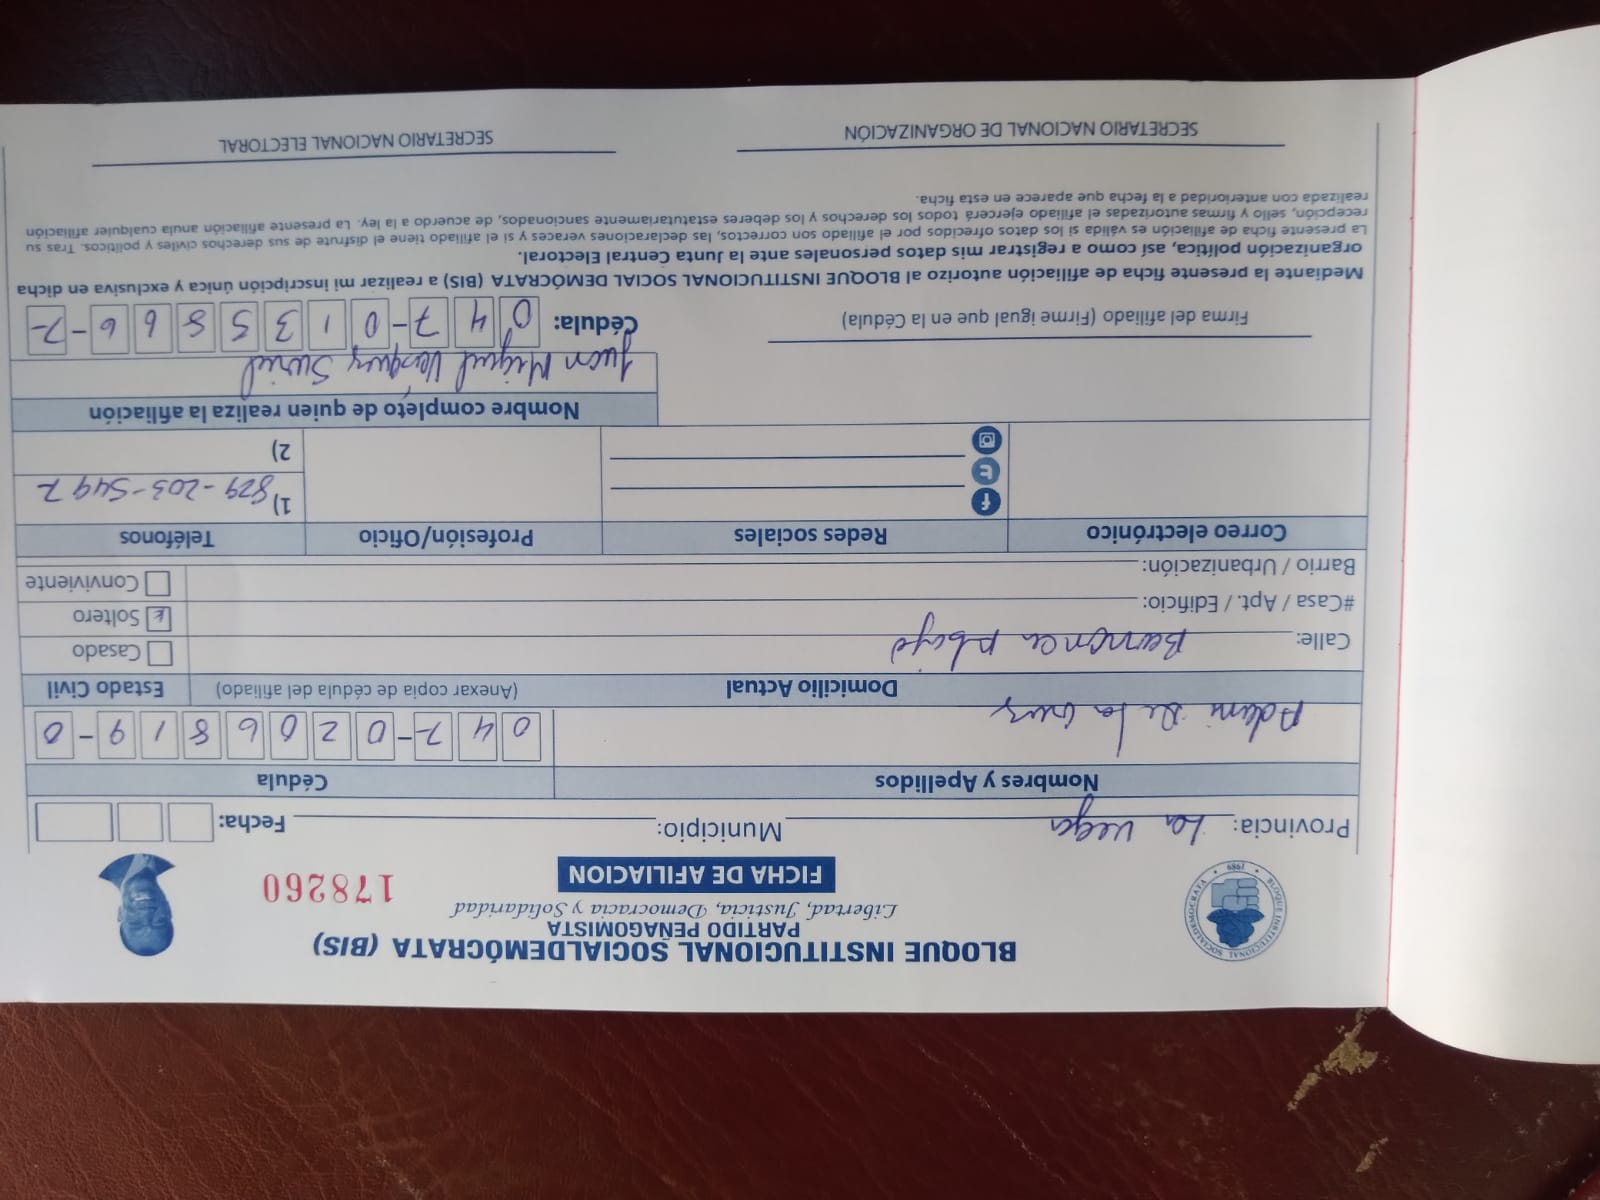 BLOQUE INSTITUCIONAL SOCIALDEMÓCRATA (BIS)
PARTIDO PEÑAGOMISTA
Libertad, Justicia, Democracia y Solidaridad
FICHA DE AFILIACION
178260
BLOQUE INSTITUCIONAL SOCIALDEMOCRATA
1989
Provincia: La Vega Municipio: Fecha:
Nombres y Apellidos Cédula
De la Cruz 047-0206819-0
Domicilio Actual (Anexar copia de cédula del afiliado) Estado Civil
Calle: Barranca Casado
#Casa / Apt. / Edificio: Soltero
Barrio / Urbanización: Conviviente
Correo electrónico Redes sociales Profesión/Oficio Teléfonos
1) 829-203-5497
2)
Nombre completo de quien realiza la afiliación
Juan Miguel Suriel
Firma del afiliado (Firme igual que en la Cédula) Cédula: 047-0135866-7
Mediante la presente ficha de afiliación autorizo al BLOQUE INSTITUCIONAL SOCIAL DEMÓCRATA (BIS) a realizar mi inscripción única y exclusiva en dicha
organización política, así como a registrar mis datos personales ante la Junta Central Electoral.
La presente ficha de afiliación es válida si los datos ofrecidos por el afiliado son correctos, las declaraciones veraces y si el afiliado tiene el disfrute de sus derechos civiles y políticos. Tras su
recepción, sello y firmas autorizadas el afiliado ejercerá todos los derechos y los deberes estatutariamente sancionados, de acuerdo a la ley. La presente afiliación anula cualquier afiliación
realizada con anterioridad a la fecha que aparece en esta ficha.
SECRETARIO NACIONAL DE ORGANIZACIÓN SECRETARIO NACIONAL ELECTORAL